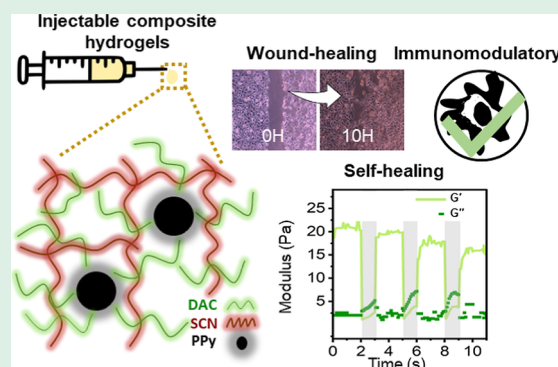 Injectable composite
hydrogels
Wound-healing
Immunomodulatory
0H
10H
Self-healing
DAC
SCN
PPy
G'
G"
Modulus (Pa)
25
20
15
10
5
0 2 4 6 8 10
Time (s)